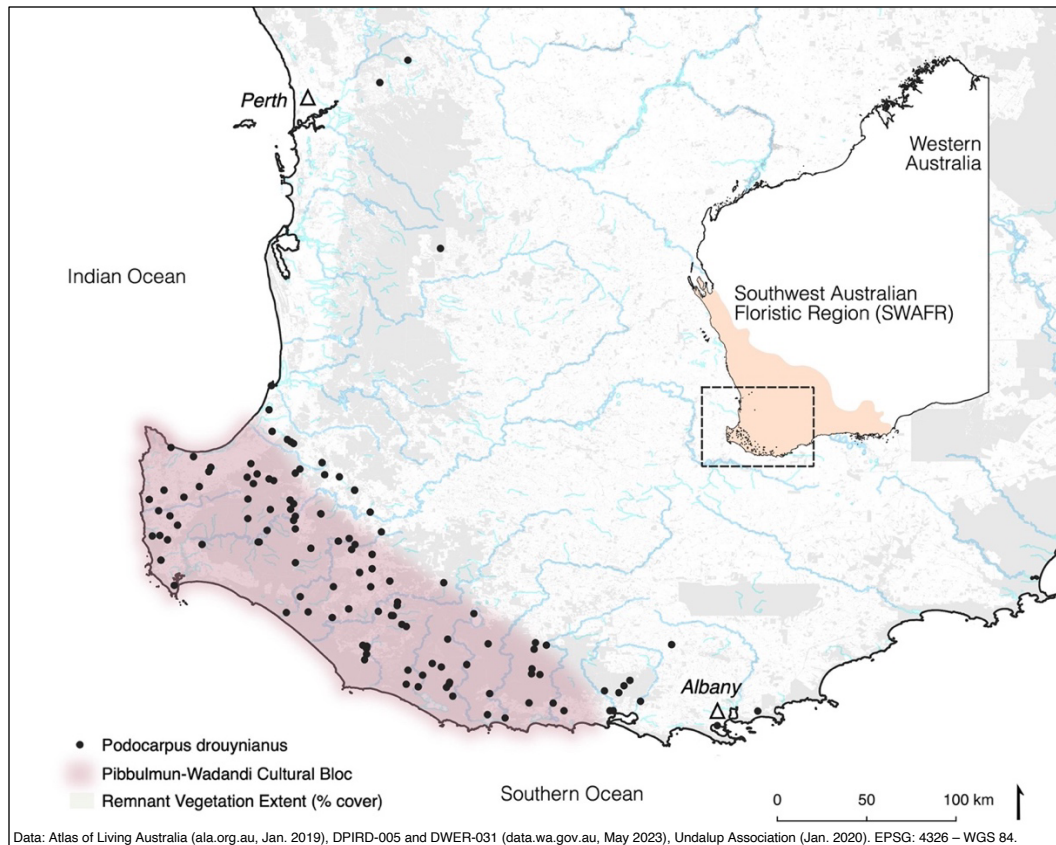 Perth
Western
Australia
Indian Ocean
Southwest Australian
Floristic Region (SWAFR)
Albany
Podocarpus drouynianus
Pibbulmun-Wadandi Cultural Bloc
Remnant Vegetation Extent (% cover)
Southern Ocean
0 50 100 km
Data: Atlas of Living Australia (ala.org.au, Jan. 2019), DPIRD-005 and DWER-031 (data.wa.gov.au, May 2023), Undalup Association (Jan. 2020). EPSG: 4326 – WGS 84.